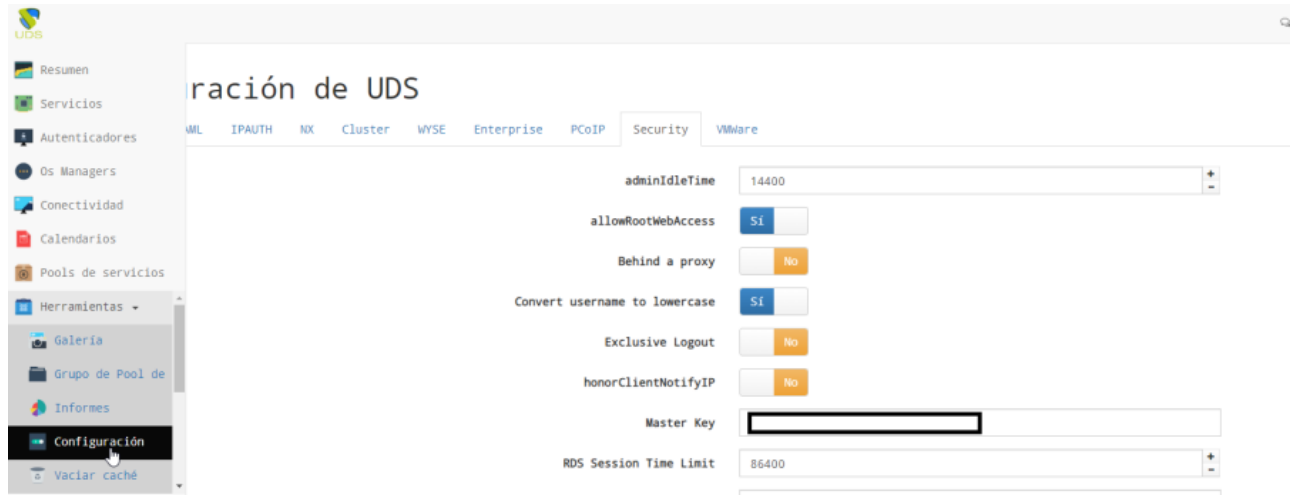 UDS
Resumen
Servicios
Autenticadores
Os Managers
Conectividad
Calendarios
Pools de servicios
Herramientas
Galería
Grupo de Pool de
Informes
Configuración
Vaciar caché
ración de UDS
AML IPAUTH NX Cluster WYSE Enterprise PCoIP Security VMWare
adminIdleTime 14400
allowRootWebAccess Sí
Behind a proxy No
Convert username to lowercase Sí
Exclusive Logout No
honorClientNotifyIP No
Master Key
RDS Session Time Limit 86400